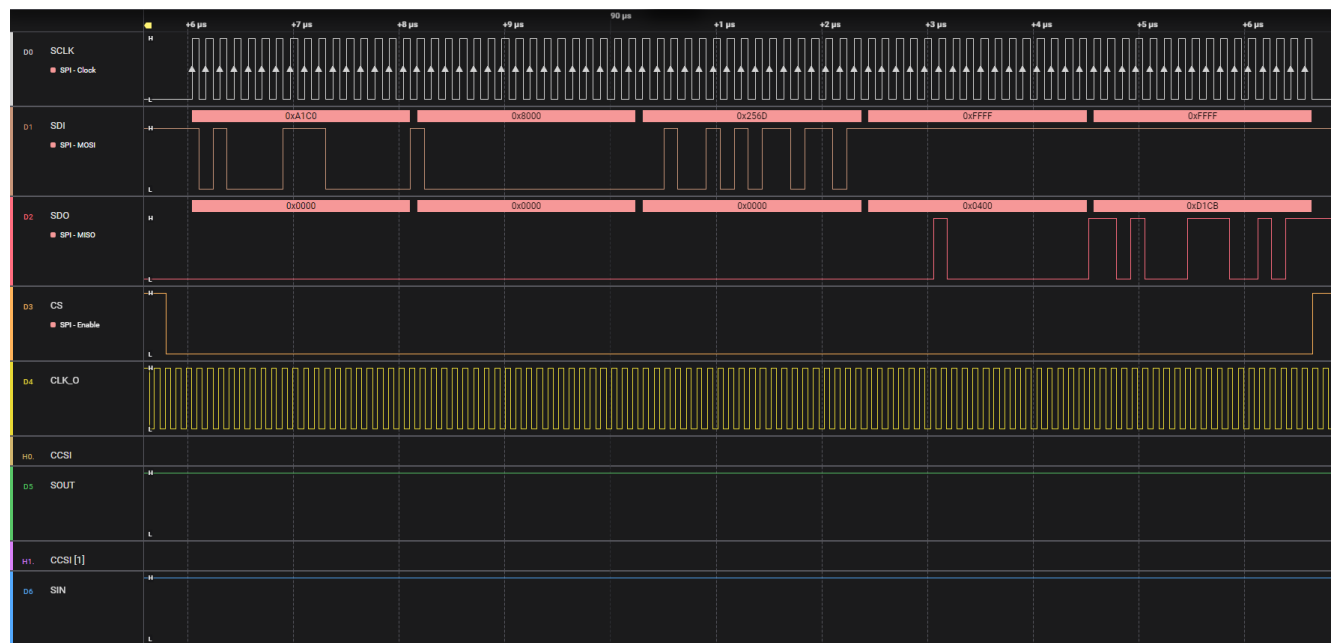 90 µs
+6 µs +7 µs +8 µs +9 µs +1 µs +2 µs +3 µs +4 µs +5 µs +6 µs
D0 SCLK H
SPI - Clock
L
0xA1C0 0x8000 0x256D 0xFFFF 0xFFFF
D1 SDI H
SPI - MOSI
L
0x0000 0x0000 0x0000 0x0400 0xD1CB
D2 SDO H
SPI - MISO
L
H
D3 CS
SPI - Enable
L
H
D4 CLK_O
L
H0. CCSI
H
D5 SOUT
L
H1. CCSI [1]
H
D6 SIN
L